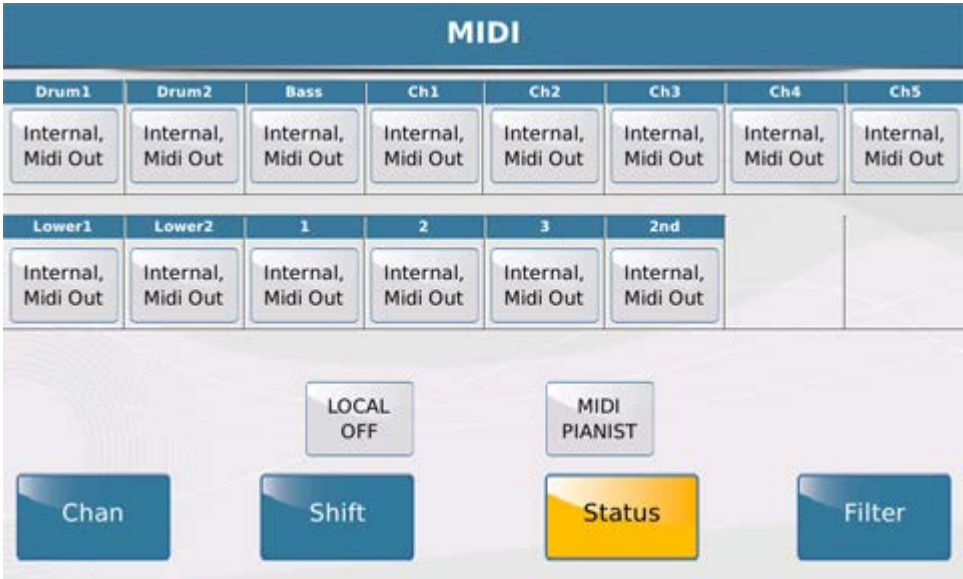 MIDI
Drum1 Drum2 Bass Ch1 Ch2 Ch3 Ch4 Ch5
Internal, Internal, Internal, Internal, Internal, Internal, Internal, Internal,
Midi Out Midi Out Midi Out Midi Out Midi Out Midi Out Midi Out Midi Out
Lower1 Lower2 1 2 3 2nd
Internal, Internal, Internal, Internal, Internal, Internal,
Midi Out Midi Out Midi Out Midi Out Midi Out Midi Out
LOCAL MIDI
OFF PIANIST
Chan Shift Status Filter